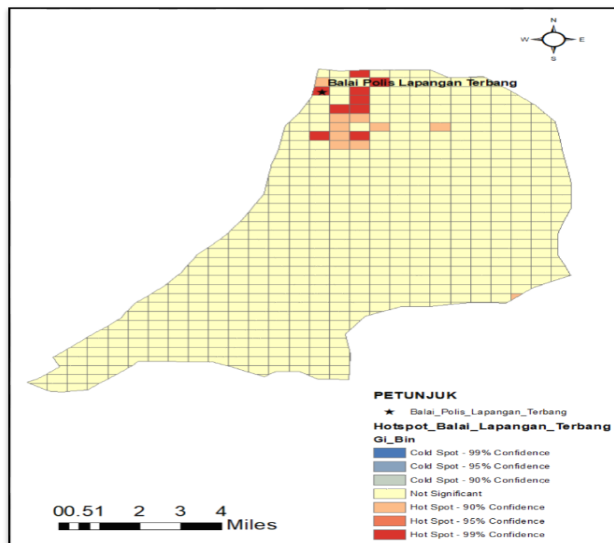 N
W E
S
Balai Polis Lapangan Terbang
PETUNJUK
Balai_Polis_Lapangan_Terbang
Hotspot_Balai_Lapangan_Terbang
Gi_Bin
Cold Spot - 99% Confidence
Cold Spot - 95% Confidence
Cold Spot - 90% Confidence
Not Significant
Hot Spot - 90% Confidence
Hot Spot - 95% Confidence
Hot Spot - 99% Confidence
00.51 2 3 4
Miles